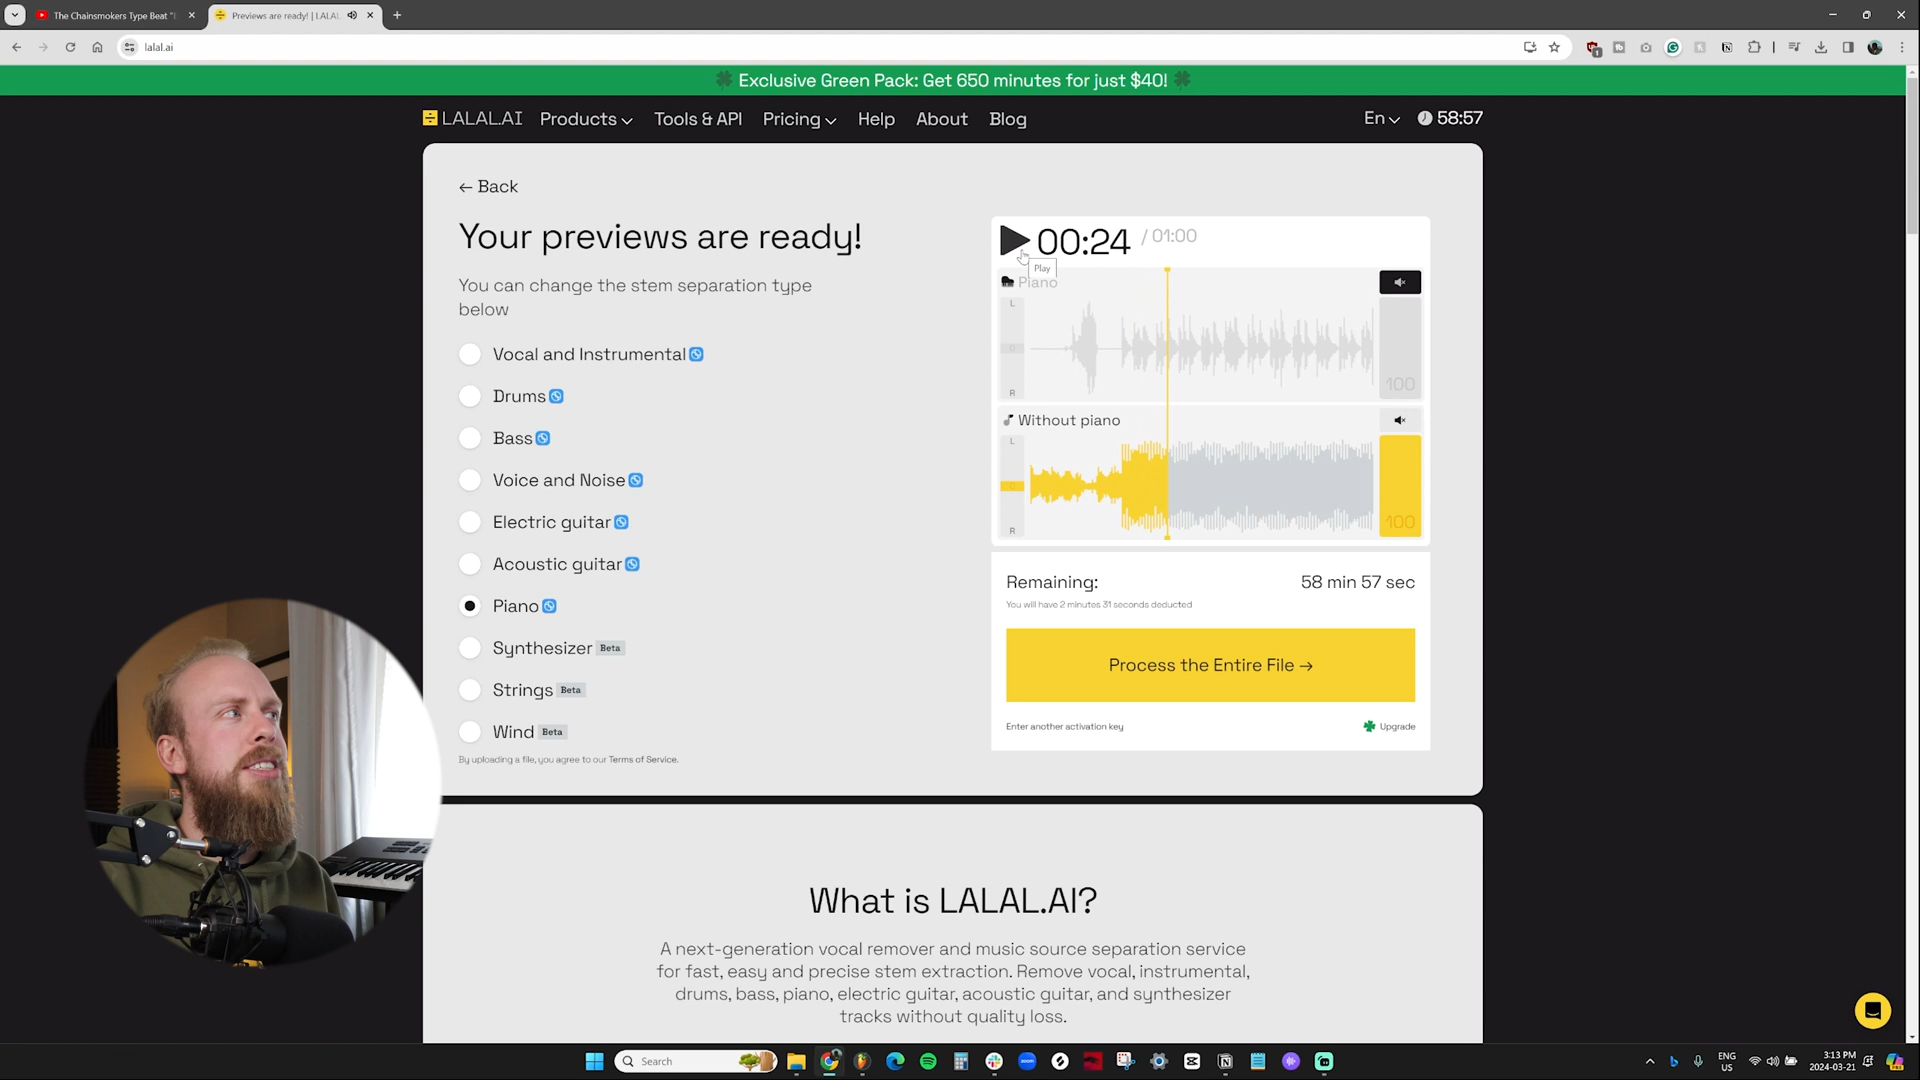 The Chainsmokers Type Beat "
Previews are ready! | LALAL
lalal.ai
Exclusive Green Pack: Get 650 minutes for just $40!
LALAL.AI Products Tools & API Pricing Help About Blog En 58:57
← Back
Your previews are ready!
You can change the stem separation type
below
Vocal and Instrumental
Drums
Bass
Voice and Noise
Electric guitar
Acoustic guitar
Piano
Synthesizer Beta
Strings Beta
Wind Beta
By uploading a file, you agree to our Terms of Service.
00:24 / 01:00
Play
Piano
L
R
100
Without piano
L
R
100
Remaining: 58 min 57 sec
You will have 2 minutes 31 seconds deducted
Process the Entire File →
Enter another activation key Upgrade
What is LALAL.AI?
A next-generation vocal remover and music source separation service
for fast, easy and precise stem extraction. Remove vocal, instrumental,
drums, bass, piano, electric guitar, acoustic guitar, and synthesizer
tracks without quality loss.
Search
ENG
US
3:13 PM
2024-03-21